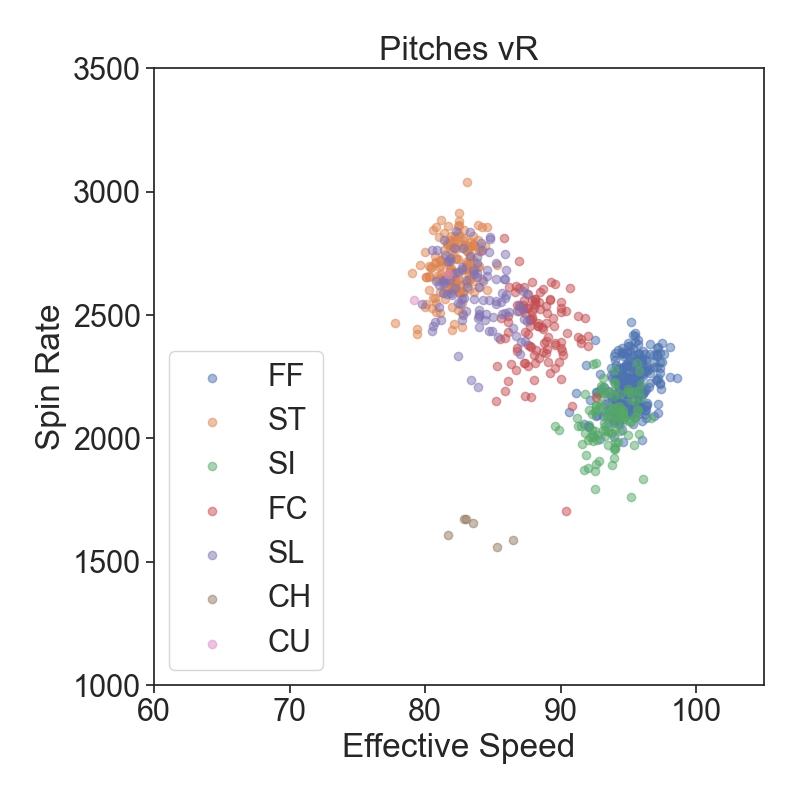 Pitches vR
3500
3000
2500
2000
1500
1000
Spin Rate
FF
ST
SI
FC
SL
CH
CU
60 70 80 90 100
Effective Speed